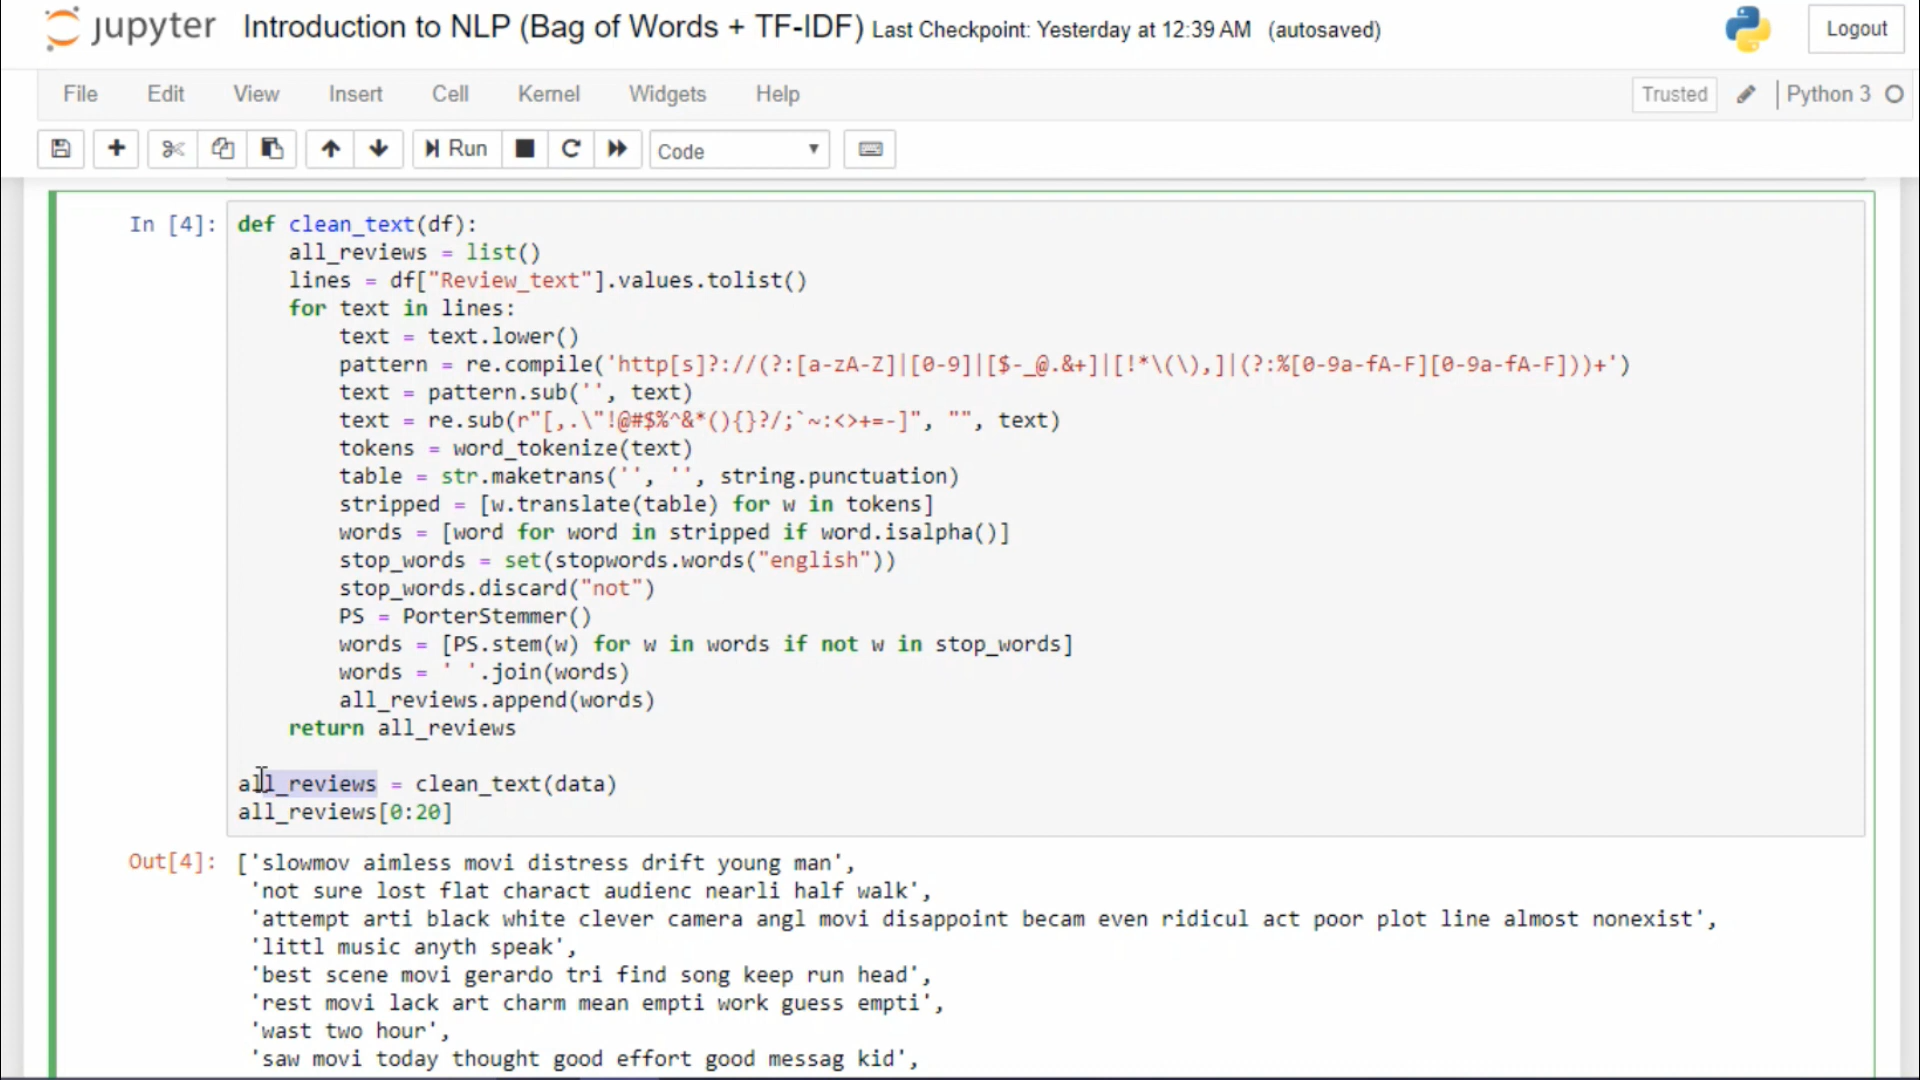 jupyter Introduction to NLP (Bag of Words + TF-IDF) Last Checkpoint: Yesterday at 12:39 AM (autosaved) Logout
File Edit View Insert Cell Kernel Widgets Help Trusted Python 3
Run Code
In [4]: def clean_text(df):
    all_reviews = list()
    lines = df["Review_text"].values.tolist()
    for text in lines:
        text = text.lower()
        pattern = re.compile('http[s]?://(?:[a-zA-Z]|[0-9]|[$-_@.&+]|[!*\(\),]|(?:%[0-9a-fA-F][0-9a-fA-F]))+')
        text = pattern.sub('', text)
        text = re.sub(r"[,.\"!@#$%^&*(){}?/;`~:<>+=-]", "", text)
        tokens = word_tokenize(text)
        table = str.maketrans('', '', string.punctuation)
        stripped = [w.translate(table) for w in tokens]
        words = [word for word in stripped if word.isalpha()]
        stop_words = set(stopwords.words("english"))
        stop_words.discard("not")
        PS = PorterStemmer()
        words = [PS.stem(w) for w in words if not w in stop_words]
        words = ' '.join(words)
        all_reviews.append(words)
    return all_reviews
all_reviews = clean_text(data)
all_reviews[0:20]
Out[4]: ['slowmov aimless movi distress drift young man',
'not sure lost flat charact audienc nearli half walk',
'attempt arti black white clever camera angl movi disappoint becam even ridicul act poor plot line almost nonexist',
'littl music anyth speak',
'best scene movi gerardo tri find song keep run head',
'rest movi lack art charm mean empti work guess empti',
'wast two hour',
'saw movi today thought good effort good messag kid',